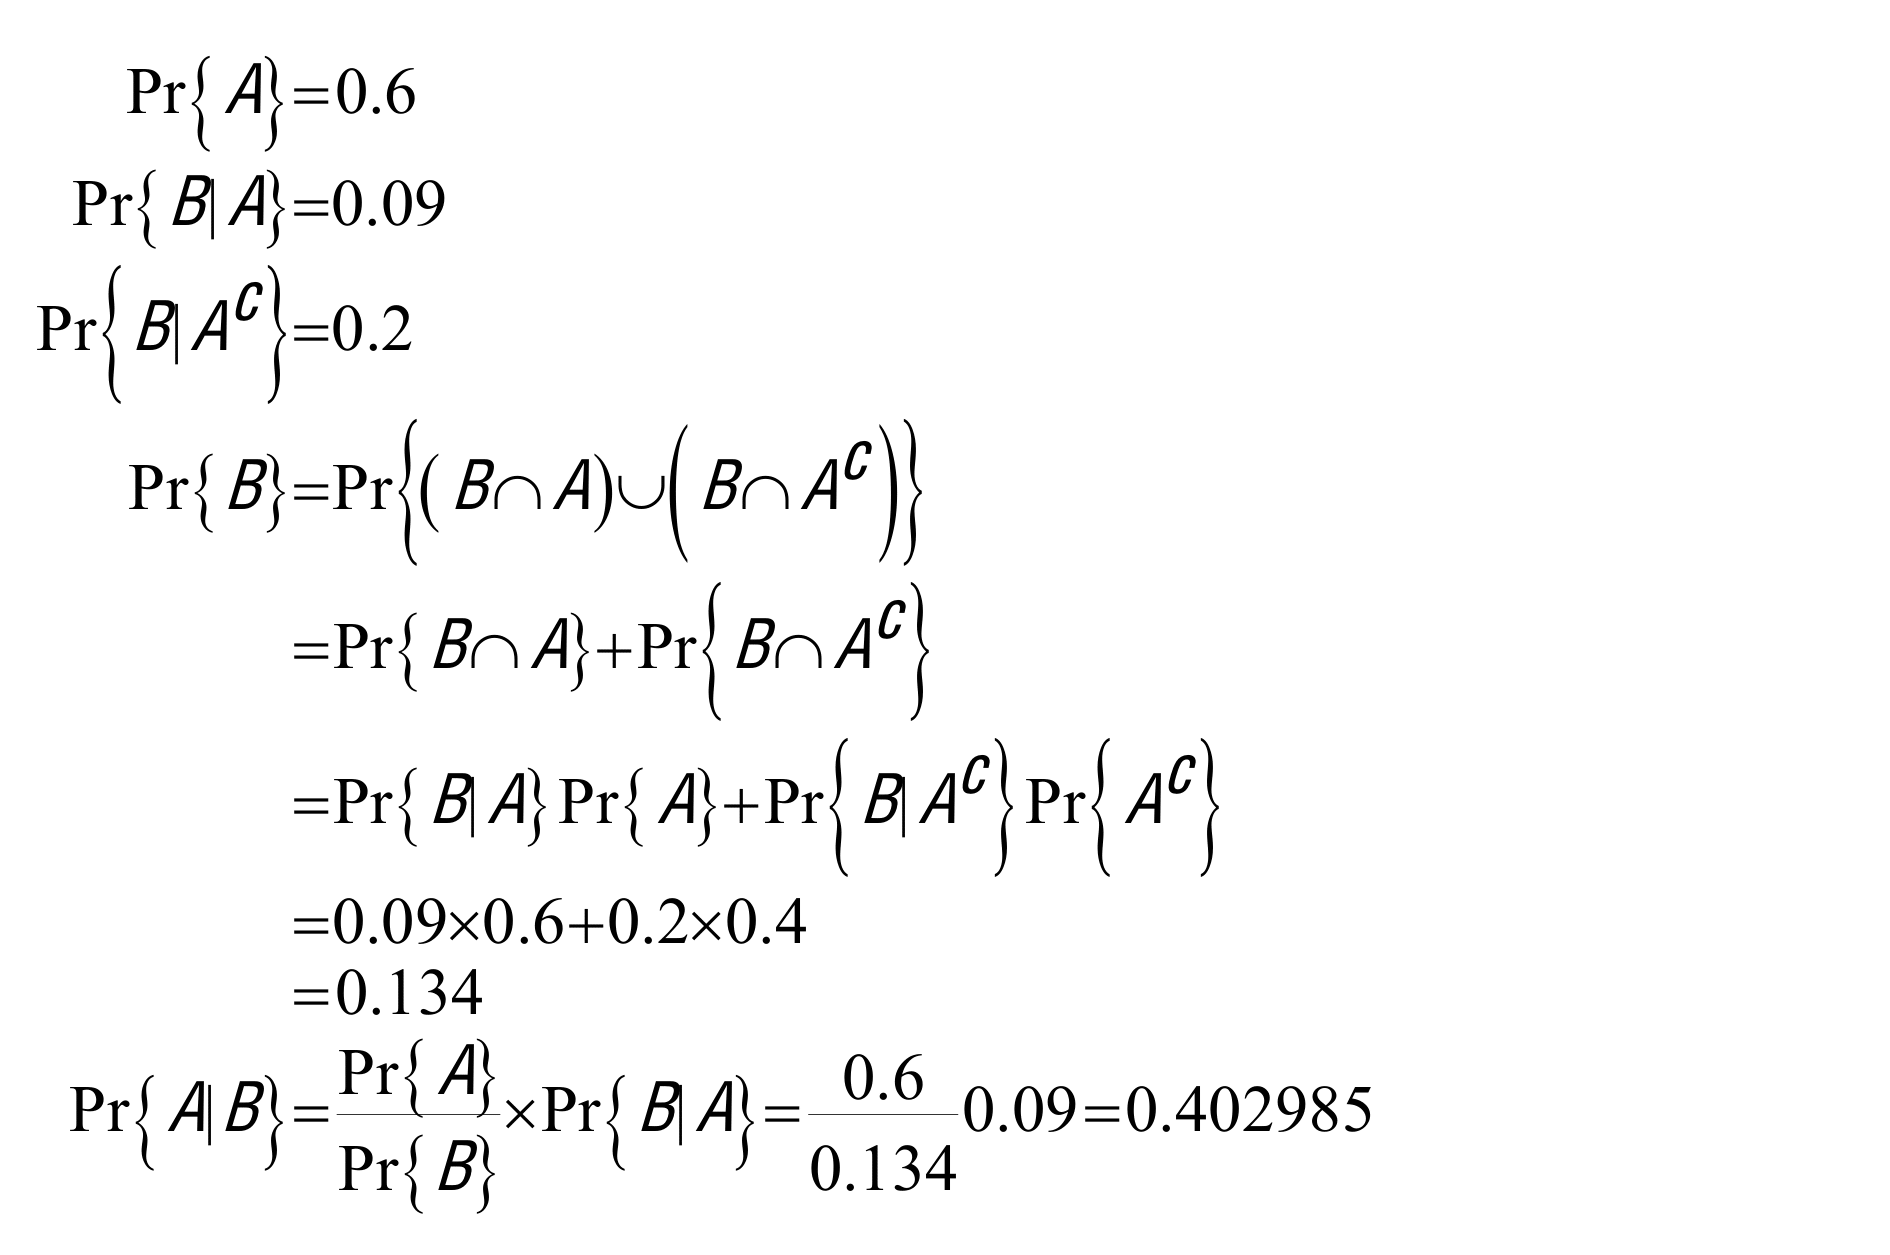 Pr{A}=0.6
Pr{B|A}=0.09
Pr{B|A^C}=0.2
Pr{B}=Pr{(B∩A)∪(B∩A^C)}
=Pr{B∩A}+Pr{B∩A^C}
=Pr{B|A}Pr{A}+Pr{B|A^C}Pr{A^C}
=0.09×0.6+0.2×0.4
=0.134
Pr{A|B}=\frac{Pr{A}}{Pr{B}}×Pr{B|A}=\frac{0.6}{0.134}0.09=0.402985